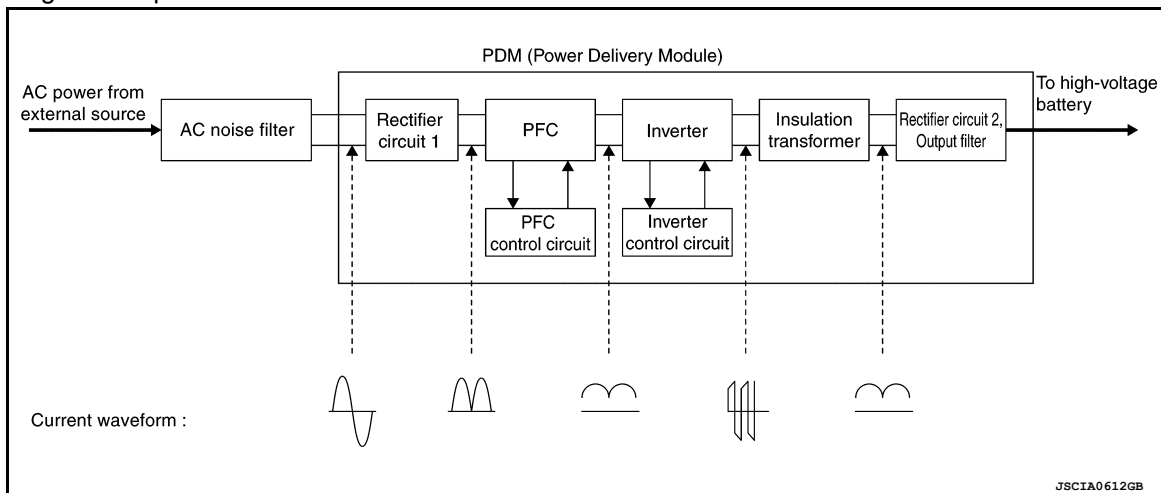 PDM (Power Delivery Module)
AC power from
external source
To high-voltage
battery
AC noise filter
Rectifier
circuit 1
PFC
Inverter
Insulation
transformer
Rectifier circuit 2,
Output filter
PFC
control circuit
Inverter
control circuit
Current waveform :
JSCIA0612GB